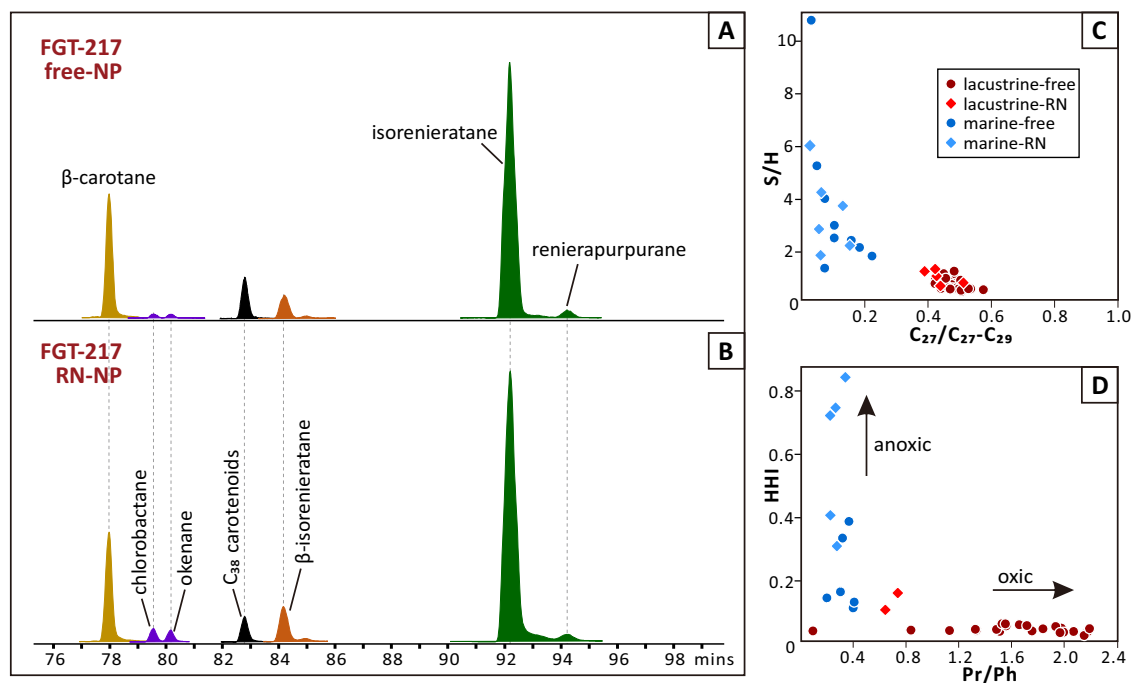 A
FGT-217
free-NP
β-carotane
isorenieratane
renierapurpurane
B
FGT-217
RN-NP
chlorobactane
okenane
C₃₈ carotenoids
β-isorenieratane
76 78 80 82 84 86 88 90 92 94 96 98 mins
C
10
8
6
4
2
0
S/H
lacustrine-free
lacustrine-RN
marine-free
marine-RN
0.2 0.4 0.6 0.8 1.0
C₂₇/C₂₇-C₂₉
D
0.8
0.6
0.4
0.2
0
HHI
anoxic
oxic
0.4 0.8 1.2 1.6 2.0 2.4
Pr/Ph